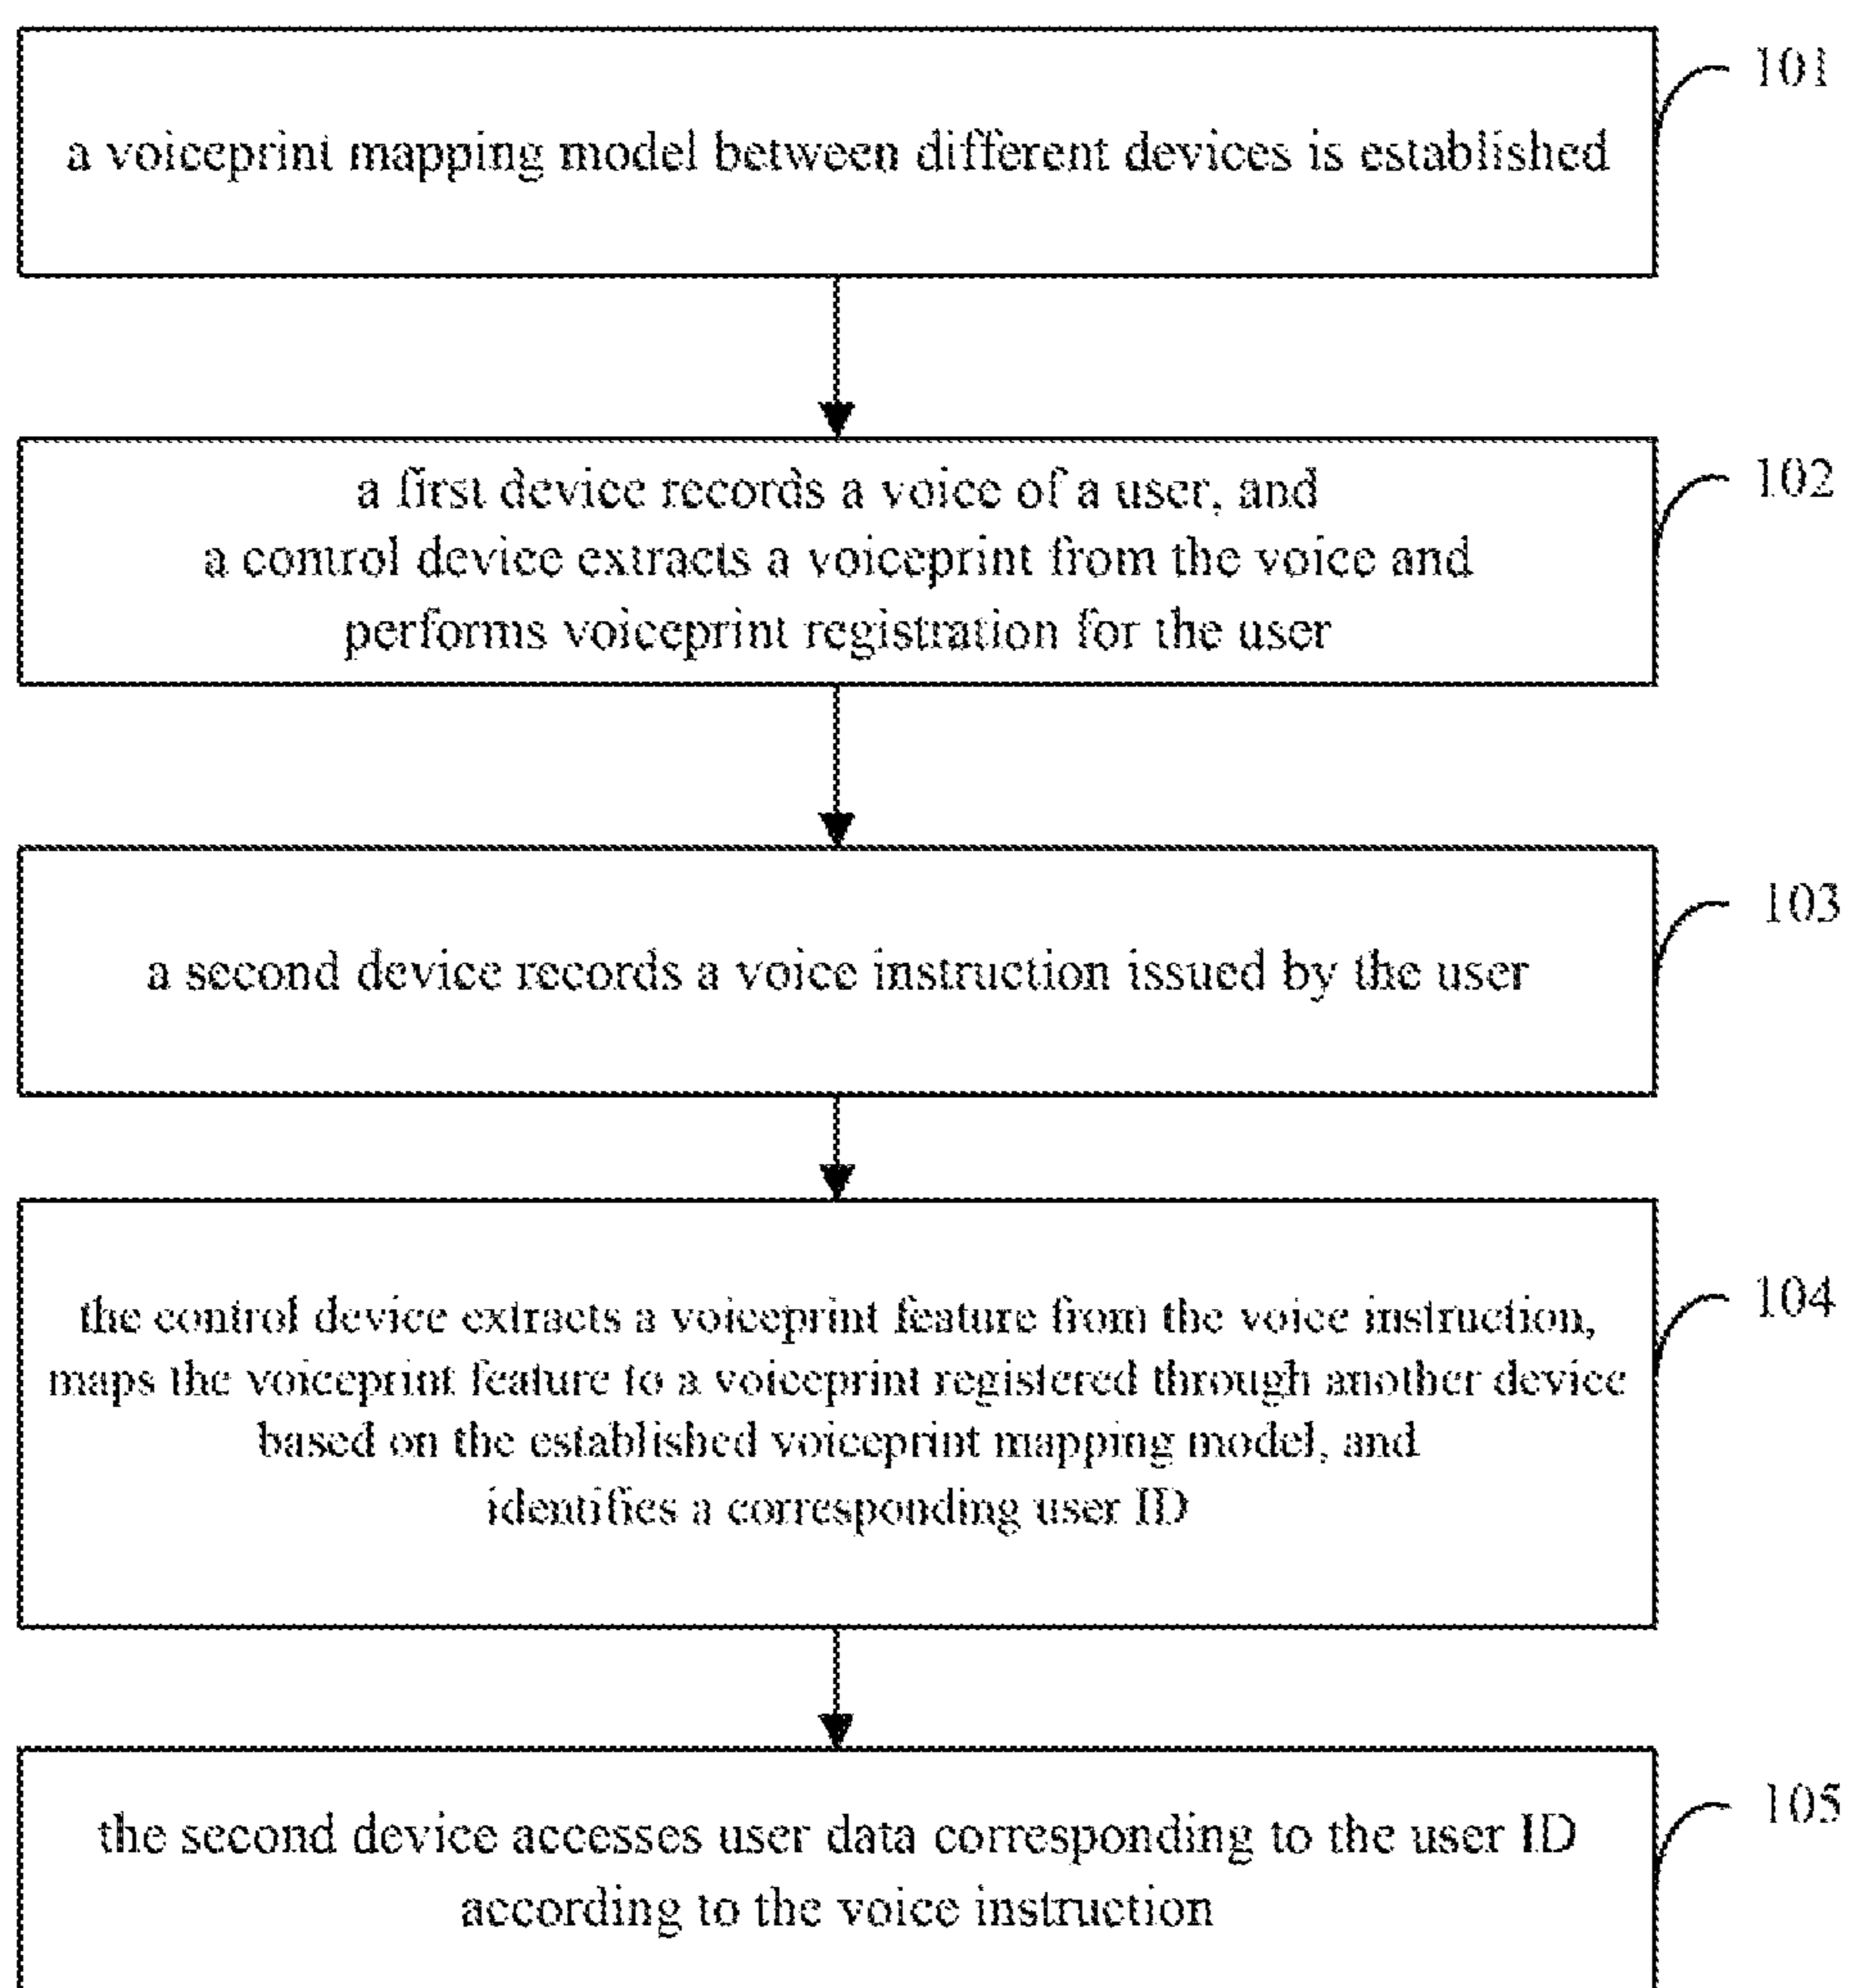 101
a voiceprint mapping model between different devices is established
102
a first device records a voice of a user, and
a control device extracts a voiceprint from the voice and
performs voiceprint registration for the user
103
a second device records a voice instruction issued by the user
104
the control device extracts a voiceprint feature from the voice instruction,
maps the voiceprint feature to a voiceprint registered through another device
based on the established voiceprint mapping model, and
identifies a corresponding user ID
105
the second device accesses user data corresponding to the user ID
according to the voice instruction